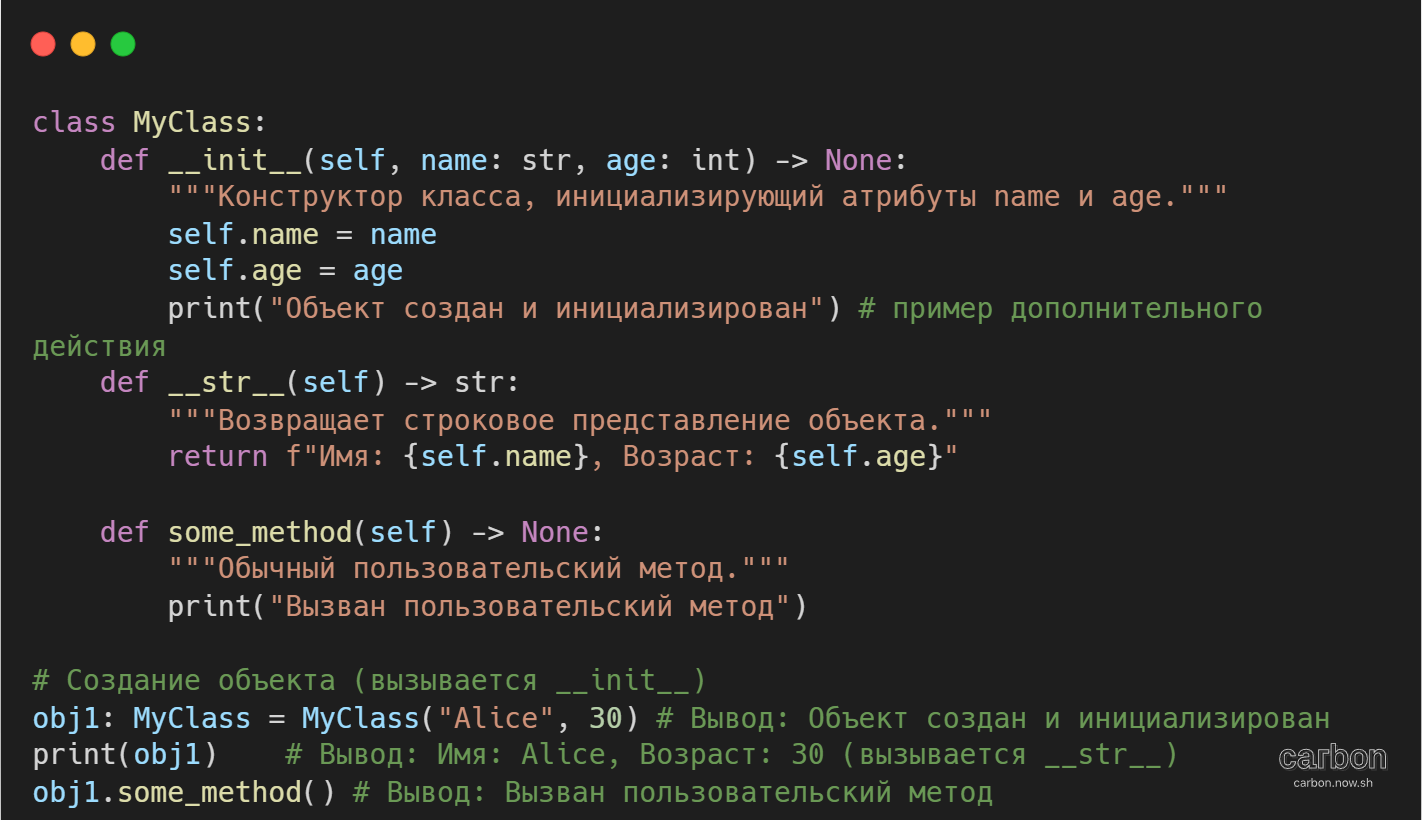 class MyClass:
    def __init__(self, name: str, age: int) -> None:
        """Конструктор класса, инициализирующий атрибуты name и age."""
        self.name = name
        self.age = age
        print("Объект создан и инициализирован") # пример дополнительного
действия
    def __str__(self) -> str:
        """Возвращает строковое представление объекта."""
        return f"Имя: {self.name}, Возраст: {self.age}"
    def some_method(self) -> None:
        """Обычный пользовательский метод."""
        print("Вызван пользовательский метод")
# Создание объекта (вызывается __init__)
obj1: MyClass = MyClass("Alice", 30) # Вывод: Объект создан и инициализирован
print(obj1)    # Вывод: Имя: Alice, Возраст: 30 (вызывается __str__)
obj1.some_method() # Вывод: Вызван пользовательский метод
carbon
carbon.now.sh